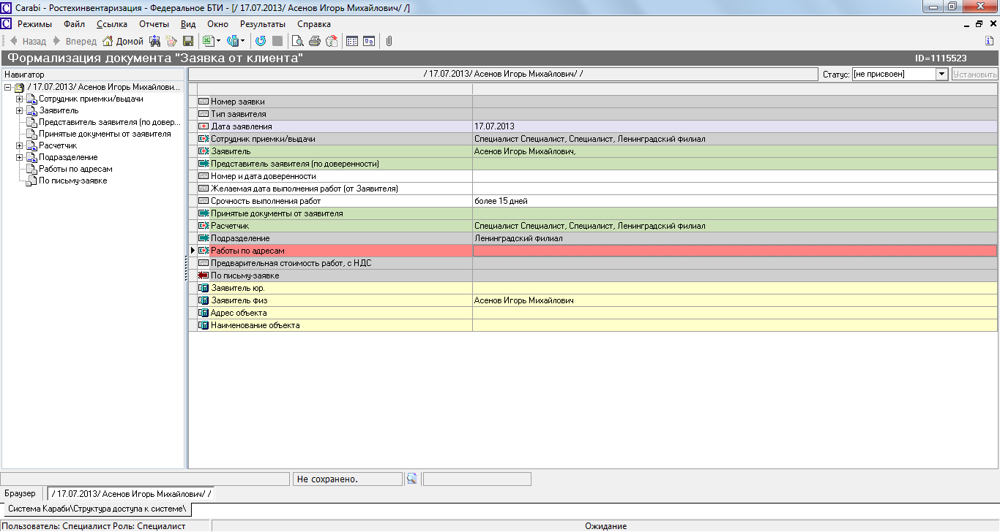 Carabi - Ростехинвентаризация - Федеральное БТИ - [/ 17.07.2013/ Асенов Игорь Михайлович/ /]
Режимы Файл Ссылка Отчеты Вид Окно Результаты Справка
Назад Вперед Домой
Формализация документа "Заявка от клиента" ID=1115523
Навигатор
/ 17.07.2013/ Асенов Игорь Михайлови...
Сотрудник приемки/выдачи
Заявитель
Представитель заявителя (по довер...
Принятые документы от заявителя
Расчетчик
Подразделение
Работы по адресам
По письму-заявке
/ 17.07.2013/ Асенов Игорь Михайлович/ / Статус: [не присвоен] Установить
Номер заявки
Тип заявителя
Дата заявления 17.07.2013
Сотрудник приемки/выдачи Специалист Специалист, Специалист, Ленинградский филиал
Заявитель Асенов Игорь Михайлович,
Представитель заявителя (по доверенности)
Номер и дата доверенности
Желаемая дата выполнения работ (от Заявителя)
Срочность выполнения работ более 15 дней
Принятые документы от заявителя
Расчетчик Специалист Специалист, Специалист, Ленинградский филиал
Подразделение Ленинградский филиал
Работы по адресам
Предварительная стоимость работ, с НДС
По письму-заявке
Заявитель юр.
Заявитель физ Асенов Игорь Михайлович
Адрес объекта
Наименование объекта
Не сохранено.
Браузер / 17.07.2013/ Асенов Игорь Михайлович/ /
Система Караби\Структура доступа к системе\
Пользователь: Специалист Роль: Специалист Ожидание